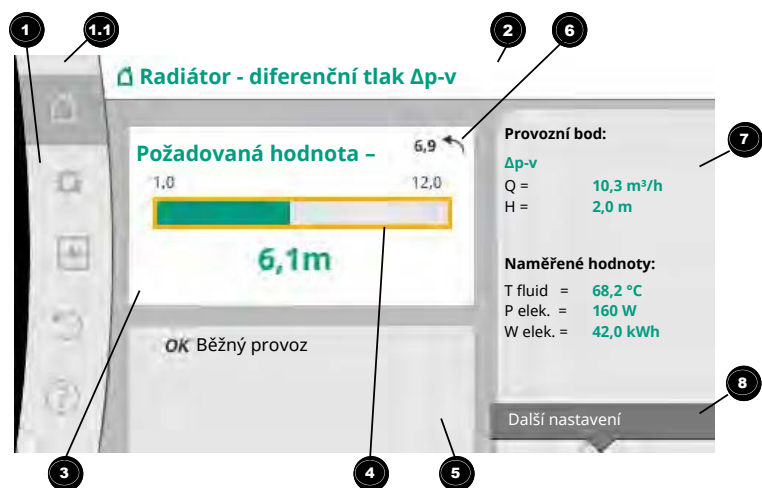 1
1.1
2
6
Radiátor - diferenční tlak Δp-v
7
Požadovaná hodnota –
6,9
1,0
12,0
6,1m
Provozní bod:
Δp-v
Q = 10,3 m³/h
H = 2,0 m
Naměřené hodnoty:
T fluid = 68,2 °C
P elek. = 160 W
W elek. = 42,0 kWh
OK Běžný provoz
8
Další nastavení
3
4
5